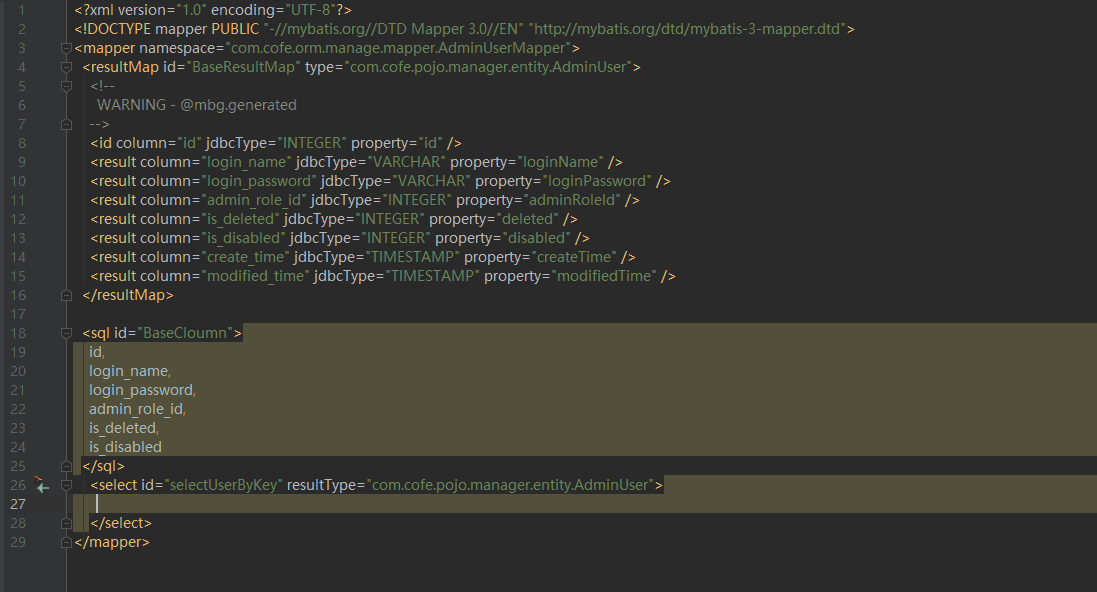 1 <?xml version="1.0" encoding="UTF-8"?>
2 <!DOCTYPE mapper PUBLIC "-//mybatis.org//DTD Mapper 3.0//EN" "http://mybatis.org/dtd/mybatis-3-mapper.dtd">
3 <mapper namespace="com.cofe.orm.manage.mapper.AdminUserMapper">
4 <resultMap id="BaseResultMap" type="com.cofe.pojo.manager.entity.AdminUser">
5 <!--
6 WARNING - @mbg.generated
7 -->
8 <id column="id" jdbcType="INTEGER" property="id" />
9 <result column="login_name" jdbcType="VARCHAR" property="loginName" />
10 <result column="login_password" jdbcType="VARCHAR" property="loginPassword" />
11 <result column="admin_role_id" jdbcType="INTEGER" property="adminRoleId" />
12 <result column="is_deleted" jdbcType="INTEGER" property="deleted" />
13 <result column="is_disabled" jdbcType="INTEGER" property="disabled" />
14 <result column="create_time" jdbcType="TIMESTAMP" property="createTime" />
15 <result column="modified_time" jdbcType="TIMESTAMP" property="modifiedTime" />
16 </resultMap>
17
18 <sql id="BaseCloumn">
19 id,
20 login_name,
21 login_password,
22 admin_role_id,
23 is_deleted,
24 is_disabled
25 </sql>
26 <select id="selectUserByKey" resultType="com.cofe.pojo.manager.entity.AdminUser">
27
28 </select>
29 </mapper>